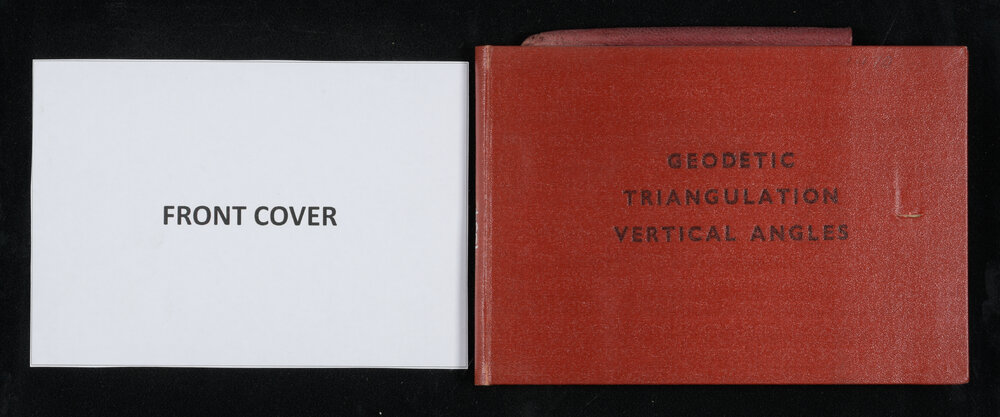 FRONT COVER
GEODETIC
TRIANGULATION
VERTICAL ANGLES